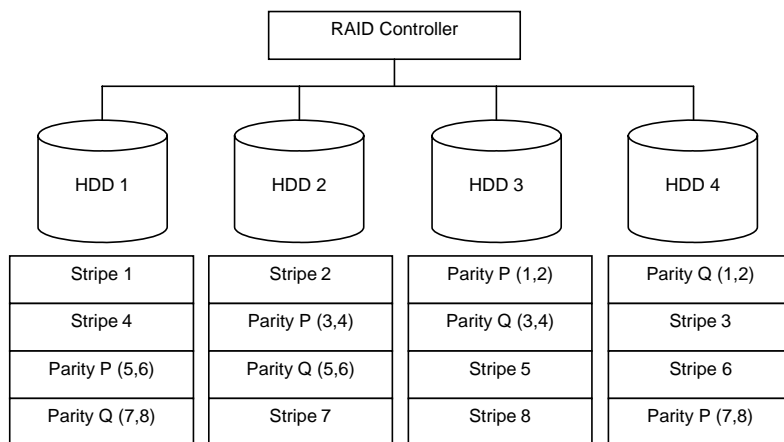 RAID Controller
HDD 1
HDD 2
HDD 3
HDD 4
Stripe 1
Stripe 2
Parity P (1,2)
Parity Q (1,2)
Stripe 4
Parity P (3,4)
Parity Q (3,4)
Stripe 3
Parity P (5,6)
Parity Q (5,6)
Stripe 5
Stripe 6
Parity Q (7,8)
Stripe 7
Stripe 8
Parity P (7,8)